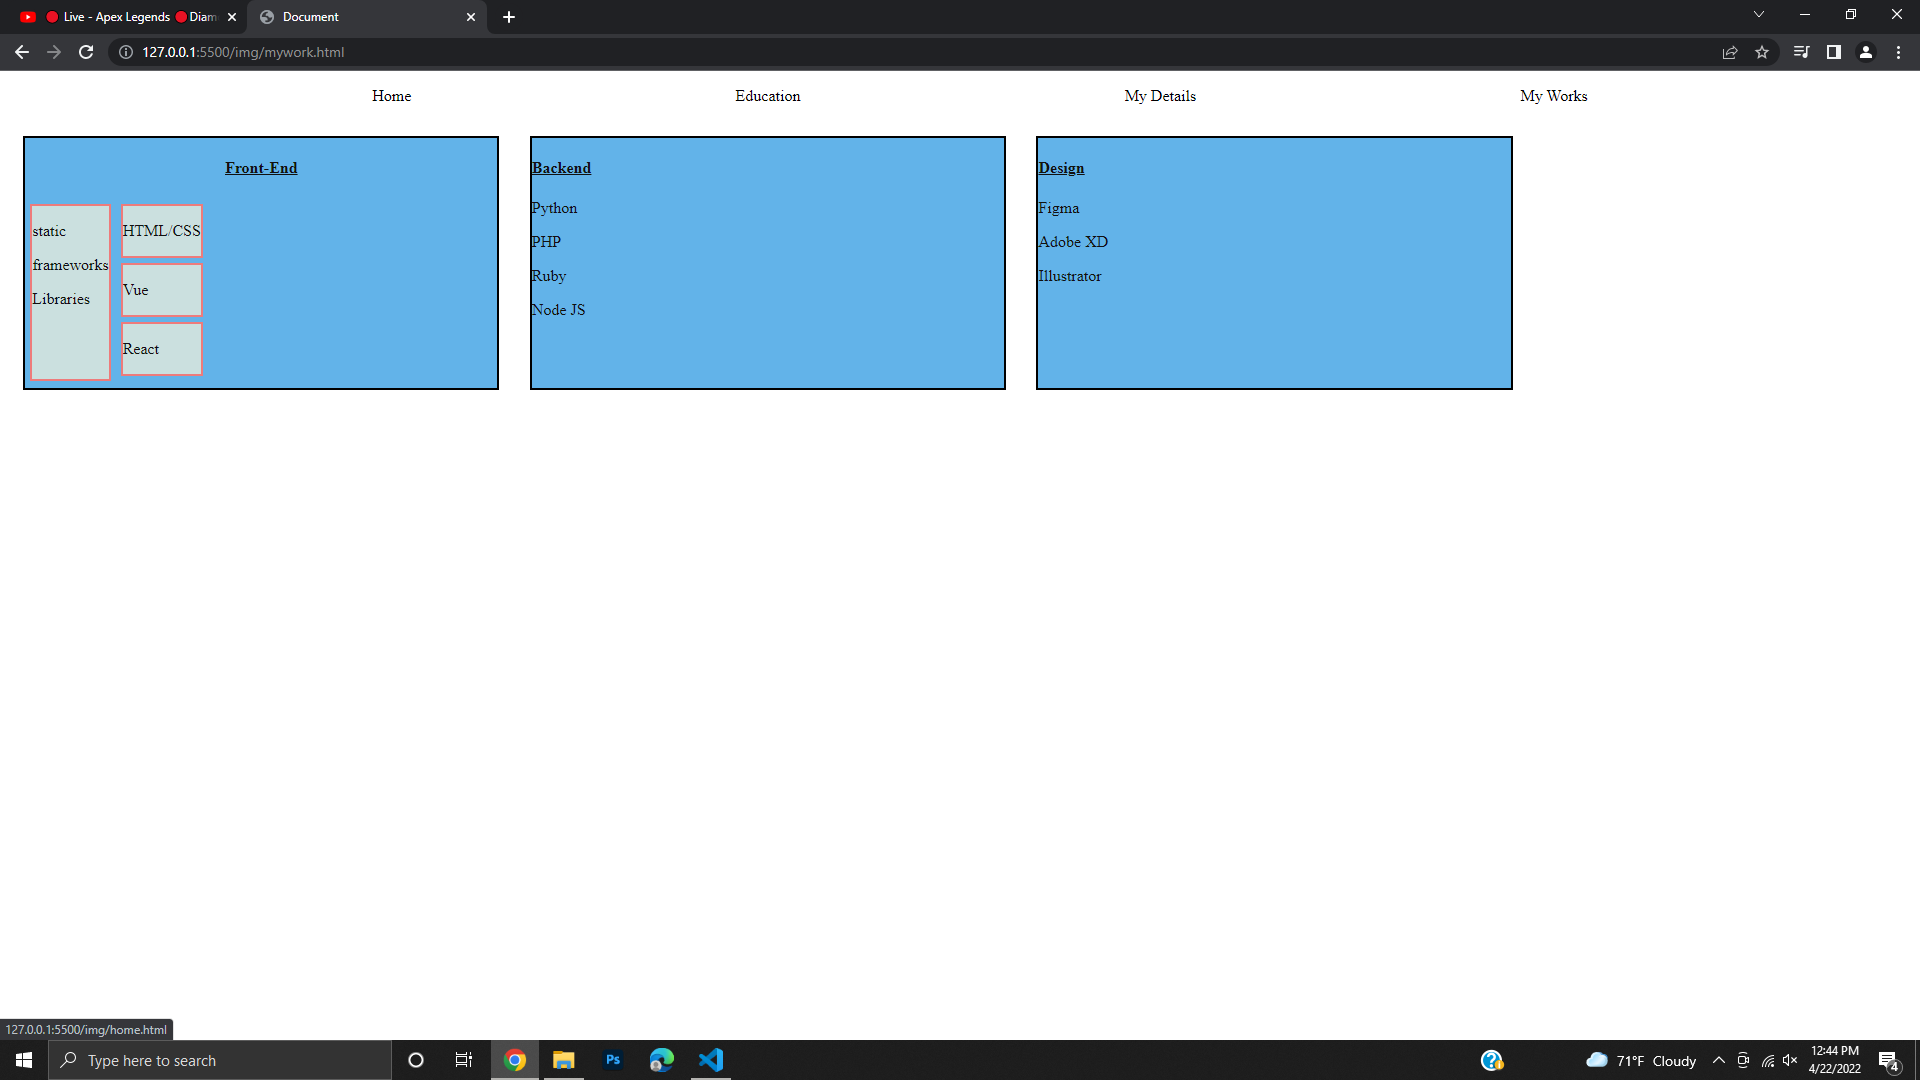 Live - Apex Legends Diam
Document
127.0.0.1:5500/img/mywork.html
Home Education My Details My Works
Front-End
static
frameworks
Libraries
HTML/CSS
Vue
React
Backend
Python
PHP
Ruby
Node JS
Design
Figma
Adobe XD
Illustrator
127.0.0.1:5500/img/home.html
Type here to search
Ps
71°F Cloudy
12:44 PM
4/22/2022
4